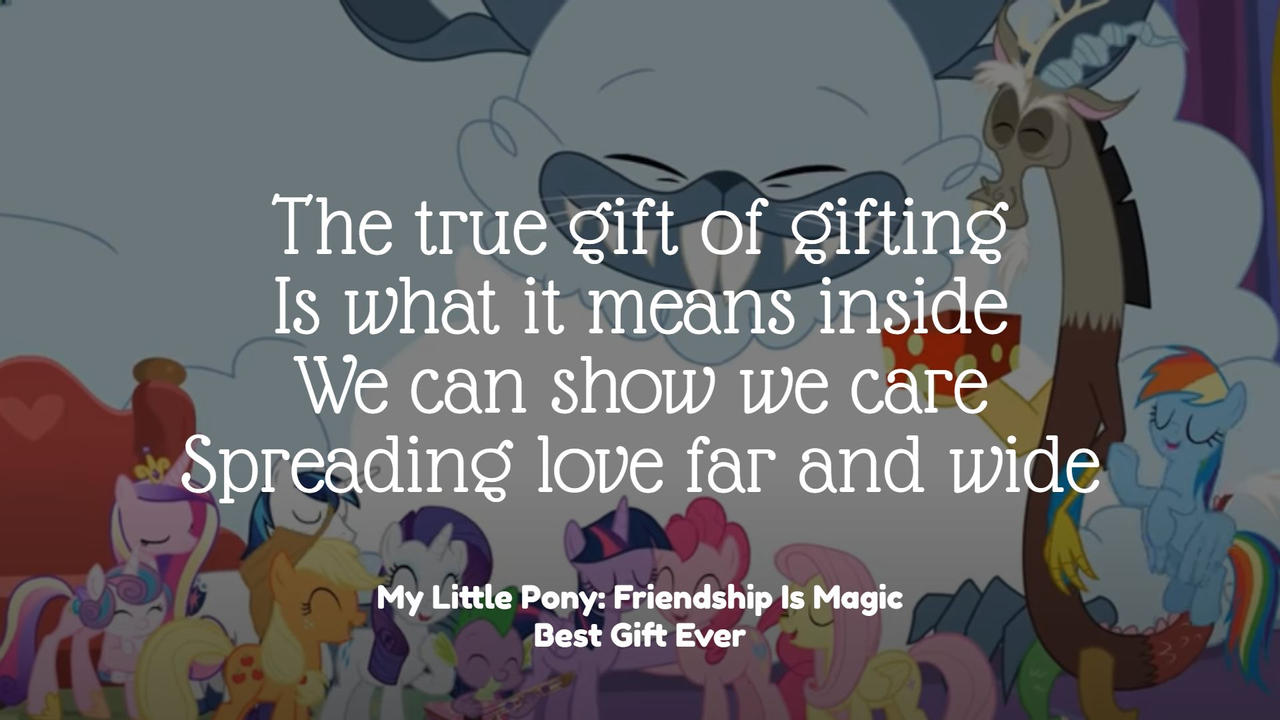 The true gift of gifting
Is what it means inside
We can show we care
Spreading love far and wide
My Little Pony: Friendship Is Magic
Best Gift Ever